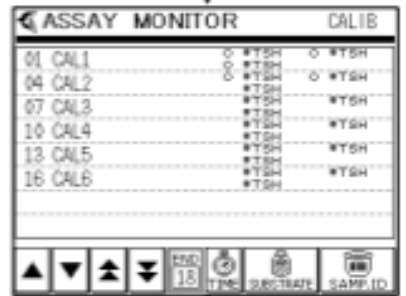 ASSAY MONITOR CALIB
01 CAL1 ○ *TSH ○ *TSH
○ *TSH
04 CAL2 ○ *TSH ○ *TSH
*TSH
07 CAL3 *TSH *TSH
*TSH
10 CAL4 *TSH *TSH
*TSH
13 CAL5 *TSH *TSH
*TSH
16 CAL6 *TSH *TSH
*TSH
END
18 TIME SUBSTRATE SAMP.ID